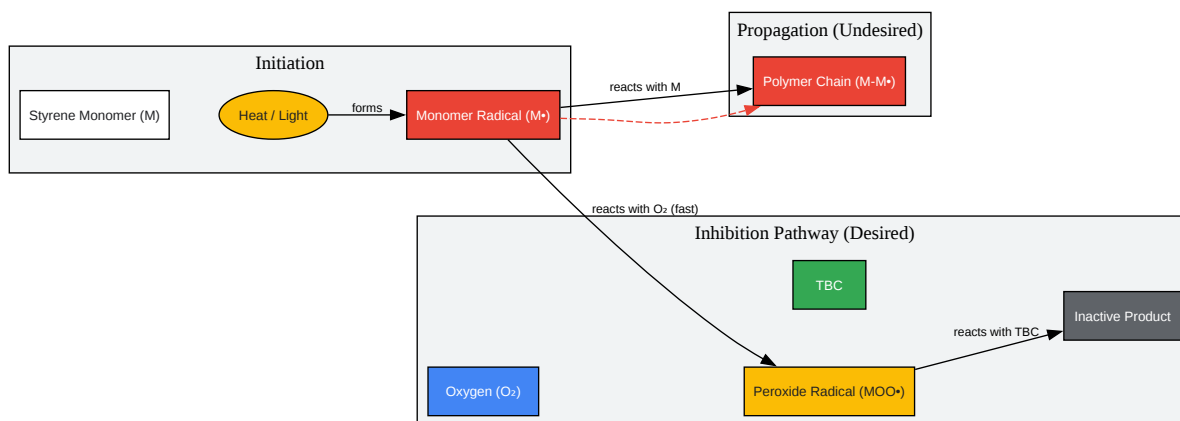 Propagation (Undesired)
Polymer Chain (M-M•)
Initiation
Styrene Monomer (M)
Heat / Light
forms
Monomer Radical (M•)
reacts with M
reacts with O₂ (fast)
Inhibition Pathway (Desired)
TBC
Inactive Product
reacts with TBC
Oxygen (O₂)
Peroxide Radical (MOO•)